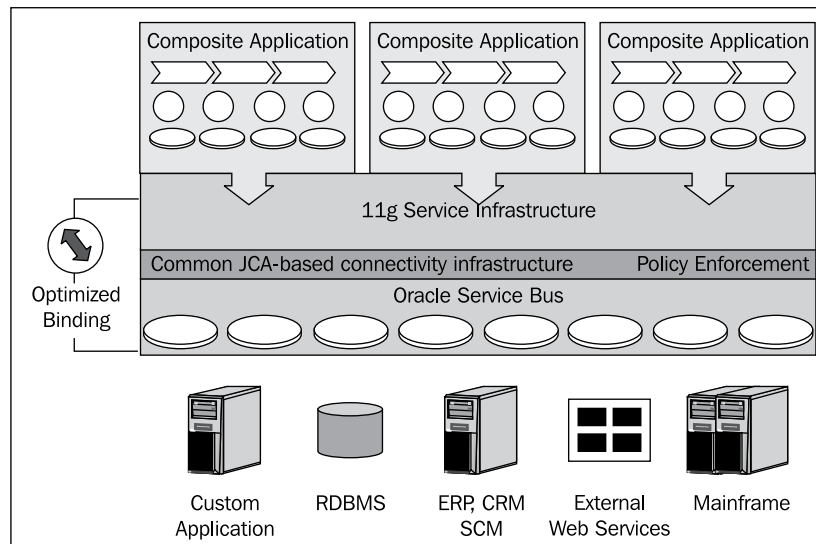 Composite Application
Composite Application
Composite Application
11g Service Infrastructure
Common JCA-based connectivity infrastructure
Policy Enforcement
Oracle Service Bus
Optimized
Binding
Custom
Application
RDBMS
ERP, CRM
SCM
External
Web Services
Mainframe